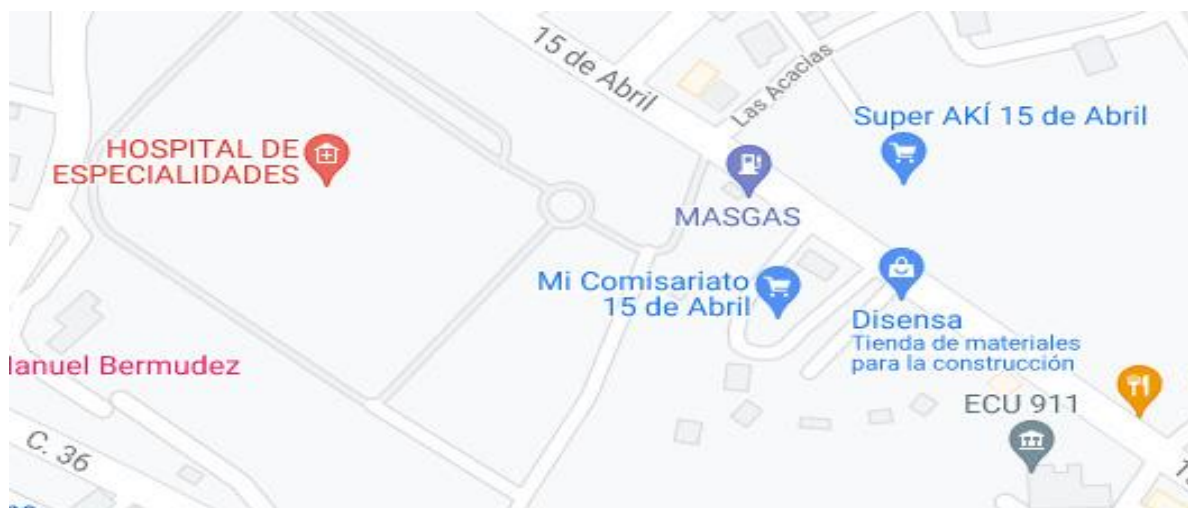 15 de Abril
Las Acacias
Super AKÍ 15 de Abril
HOSPITAL DE
ESPECIALIDADES
MASGAS
Mi Comisariato
15 de Abril
Disensa
Tienda de materiales
para la construcción
anuel Bermudez
ECU 911
C. 36